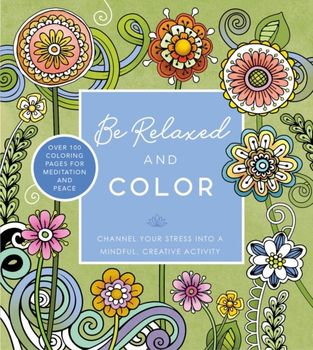 Be Relaxed
AND
COLOR
OVER 100
COLORING
PAGES FOR
MEDITATION
AND
PEACE
CHANNEL YOUR STRESS INTO A
MINDFUL, CREATIVE ACTIVITY